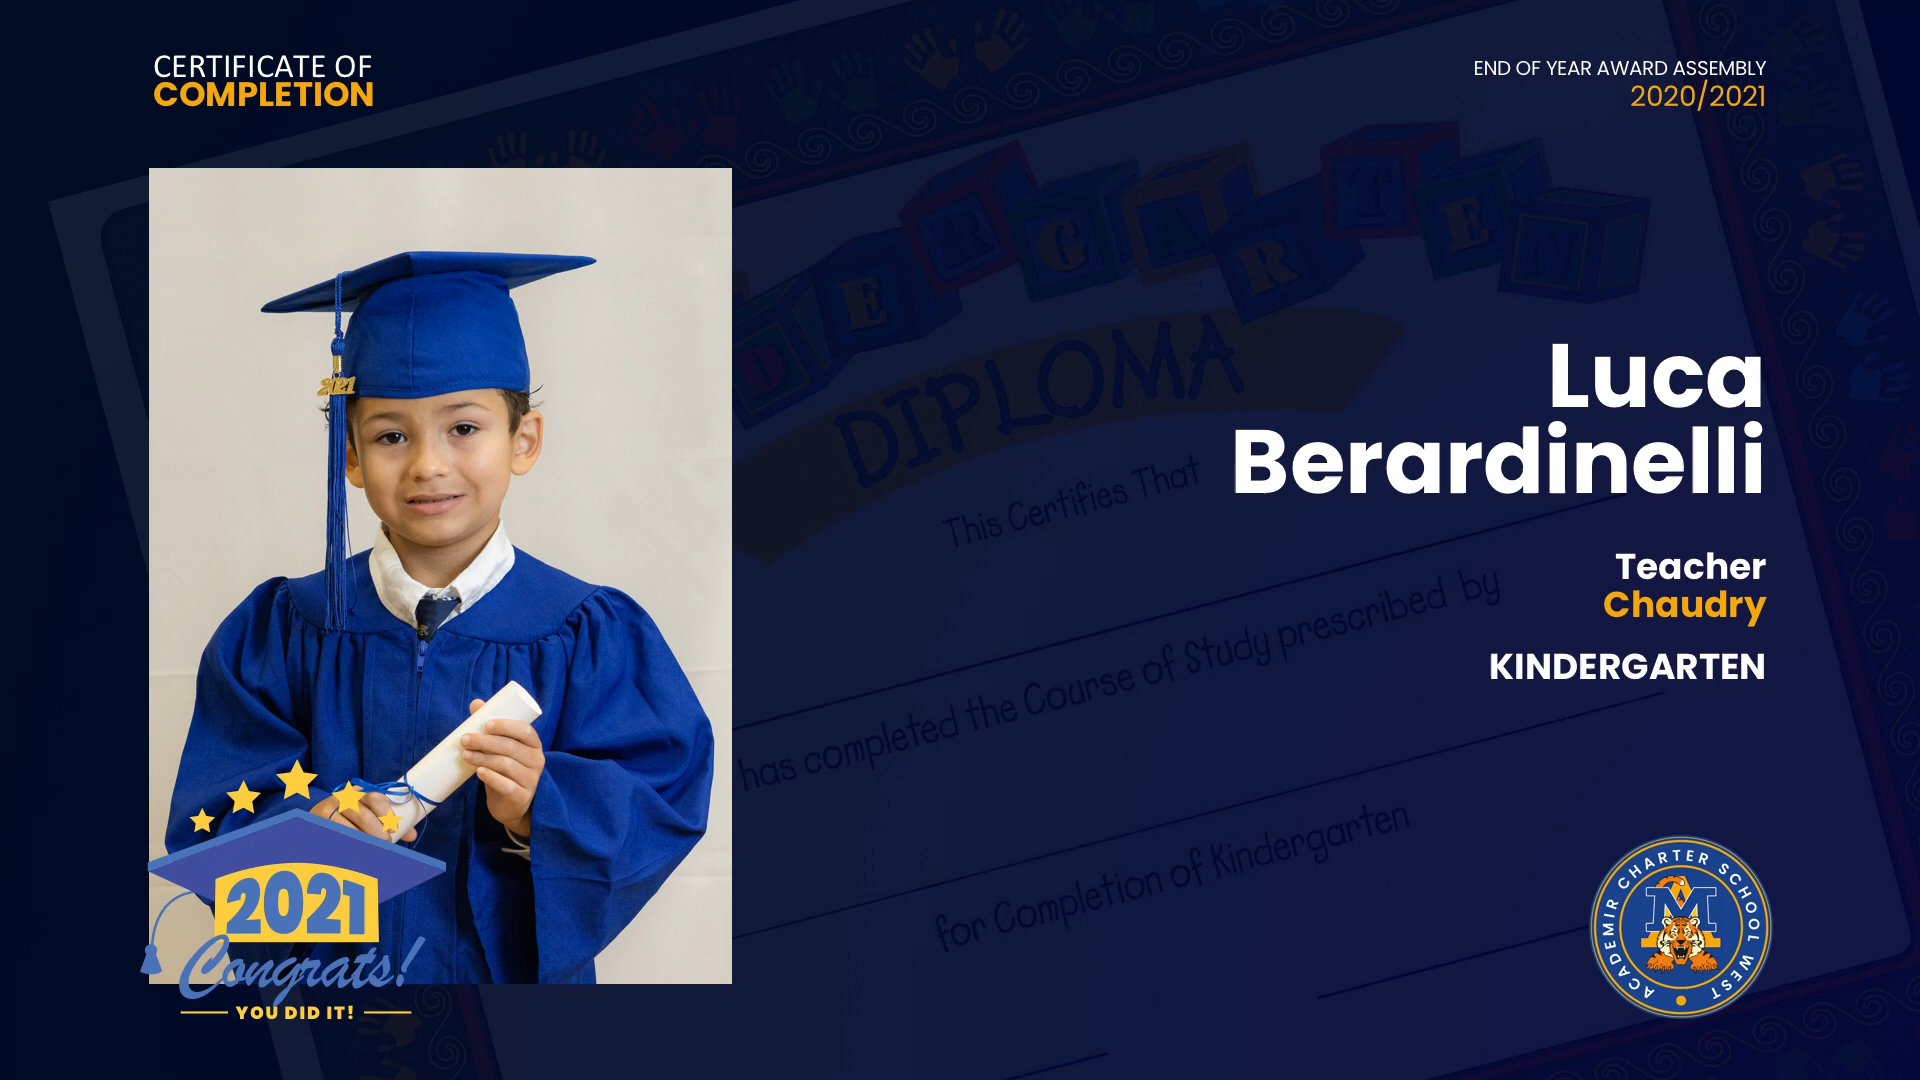 CERTIFICATE OF
COMPLETION
END OF YEAR AWARD ASSEMBLY
2020/2021
DERGARTEN
DIPLOMA
This Certifies That
has completed the Course of Study prescribed by
for Completion of Kindergarten
Luca
Berardinelli
Teacher
Chaudry
KINDERGARTEN
2021
2021
Congrats!
YOU DID IT!
ACADEMIR CHARTER SCHOOL WEST
M